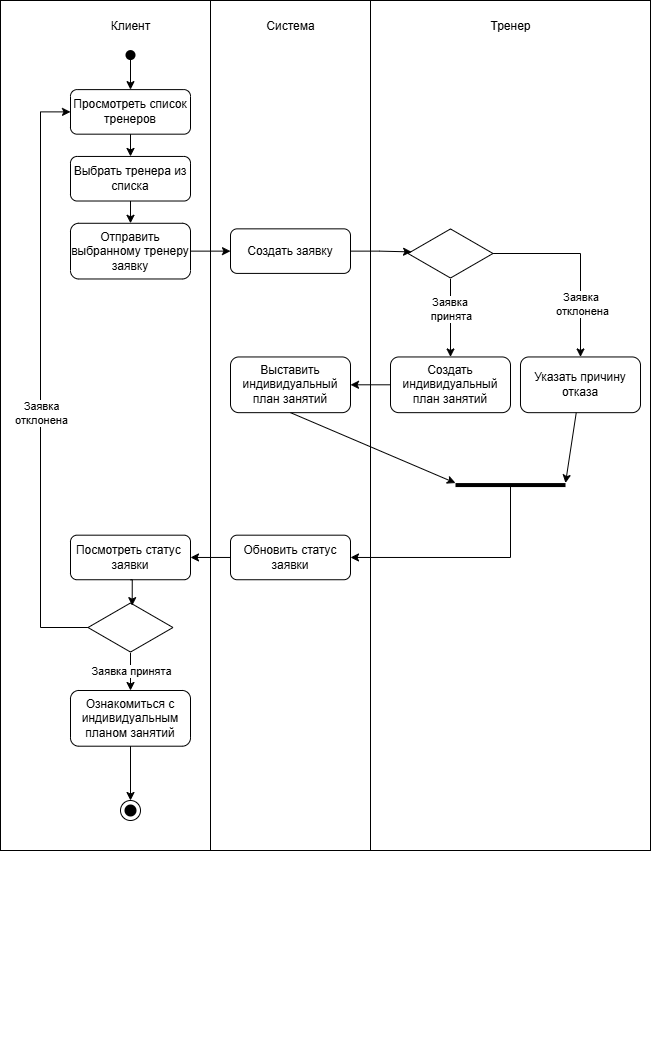 Клиент
Система
Тренер
Просмотреть список
тренеров
Выбрать тренера из
списка
Отправить
выбранному тренеру
заявку
Создать заявку
Заявка
принята
Заявка
отклонена
Выставить
индивидуальный
план занятий
Создать
индивидуальный
план занятий
Указать причину
отказа
Заявка
отклонена
Посмотреть статус
заявки
Обновить статус
заявки
Заявка принята
Ознакомиться с
индивидуальным
планом занятий